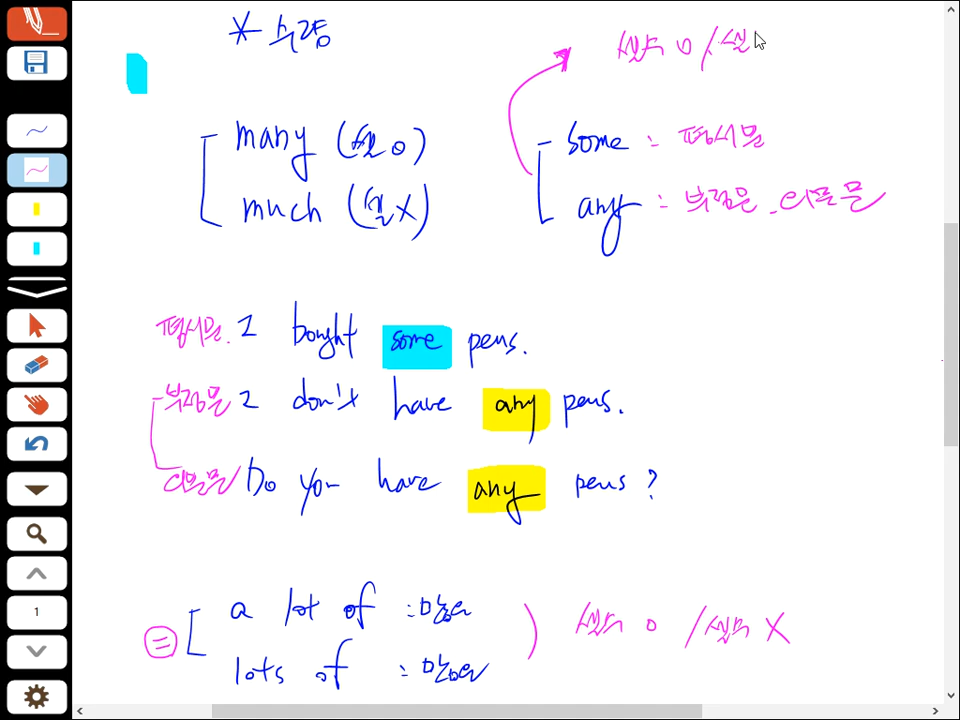 * 수량
셀수 O / 셀
many (셀 O)
much (셀 X)
some : 평서문
any : 부정문, 의문문
평서문. I bought some pens.
부정문 I don't have any pens.
의문문 Do you have any pens?
= a lot of : 많은
lots of : 많은
셀수 O / 셀수 X
1